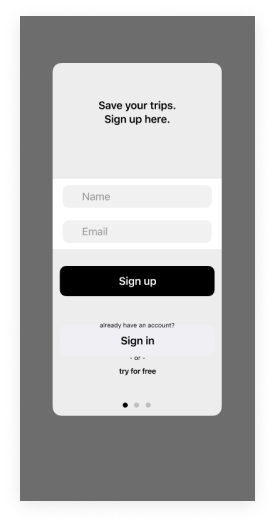 Save your trips.
Sign up here.
Name
Email
Sign up
already have an account?
Sign in
- or -
try for free